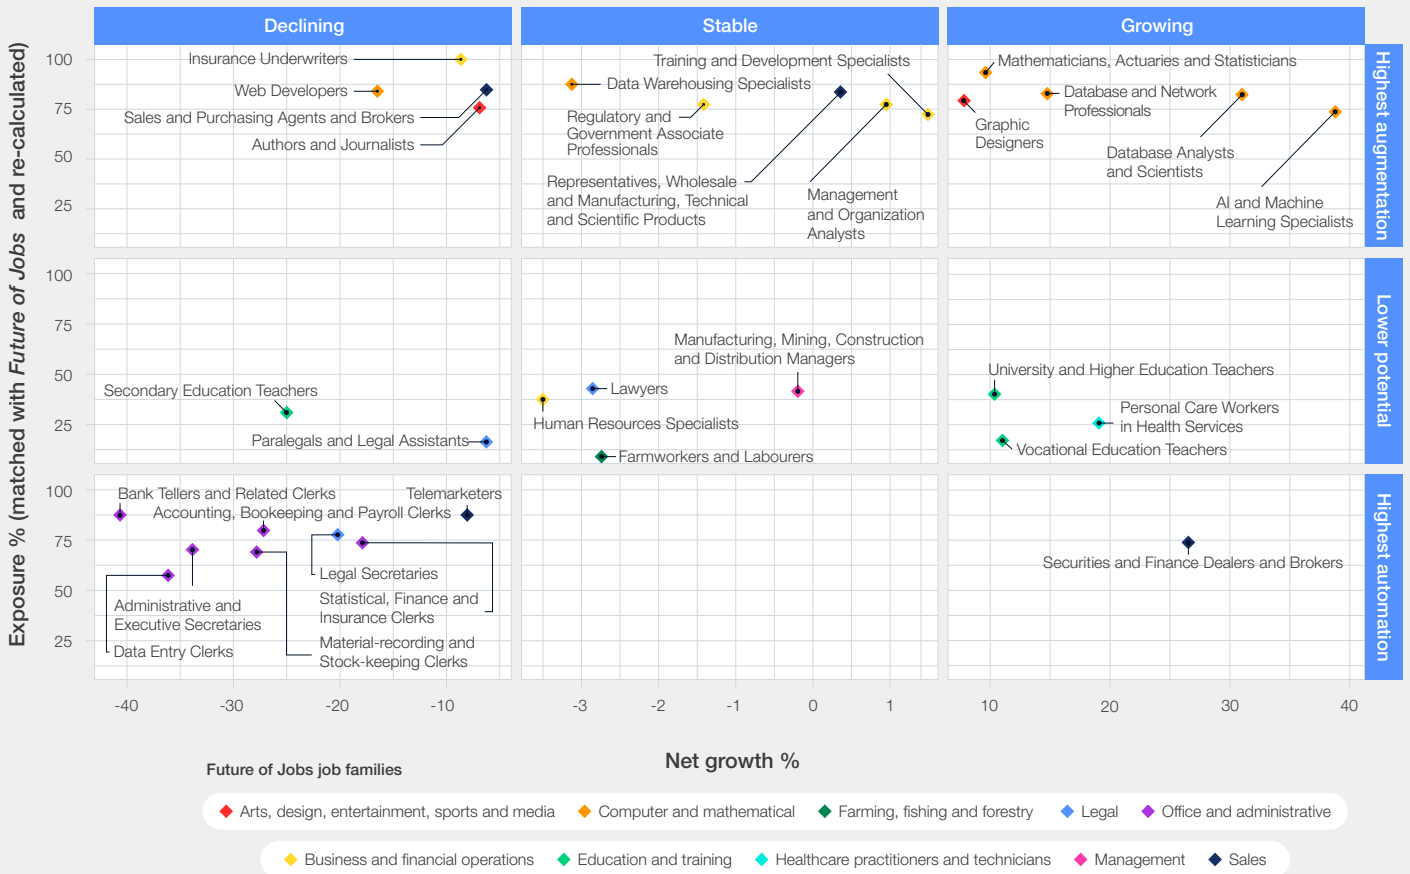 Declining
Stable
Growing
Exposure % (matched with Future of Jobs and re-calculated)
Highest augmentation
100
75
50
25
Insurance Underwriters
Web Developers
Sales and Purchasing Agents and Brokers
Authors and Journalists
Training and Development Specialists
Data Warehousing Specialists
Regulatory and
Government Associate
Professionals
Representatives, Wholesale
and Manufacturing, Technical
and Scientific Products
Management
and Organization
Analysts
Mathematicians, Actuaries and Statisticians
Database and Network
Professionals
Graphic
Designers
Database Analysts
and Scientists
AI and Machine
Learning Specialists
Lower potential
100
75
50
25
Secondary Education Teachers
Paralegals and Legal Assistants
Manufacturing, Mining, Construction
and Distribution Managers
Lawyers
Human Resources Specialists
Farmworkers and Labourers
University and Higher Education Teachers
Personal Care Workers
in Health Services
Vocational Education Teachers
Highest automation
100
75
50
25
Bank Tellers and Related Clerks
Telemarketers
Accounting, Bookeeping and Payroll Clerks
Legal Secretaries
Statistical, Finance and
Insurance Clerks
Administrative and
Executive Secretaries
Material-recording and
Stock-keeping Clerks
Data Entry Clerks
Securities and Finance Dealers and Brokers
-40
-30
-20
-10
-3
-2
-1
0
1
10
20
30
40
Net growth %
Future of Jobs job families
Arts, design, entertainment, sports and media
Computer and mathematical
Farming, fishing and forestry
Legal
Office and administrative
Business and financial operations
Education and training
Healthcare practitioners and technicians
Management
Sales